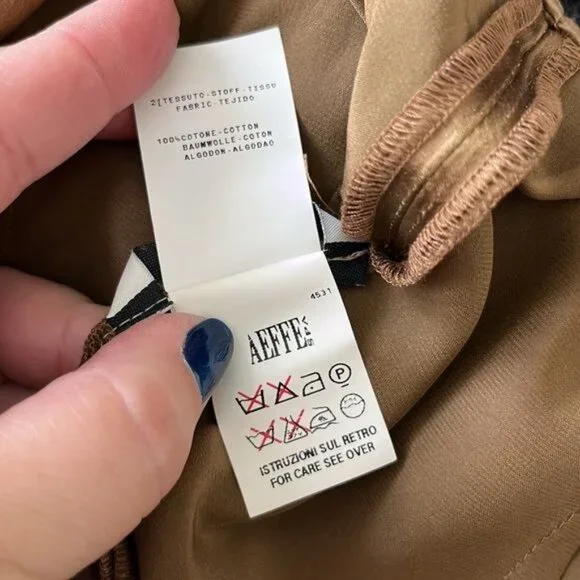 2[TESSUTO-STOFF-TISSU
FABRIC-TEJIDO
100%COTONE-COTTON
BAUMWOLLE-COTON
ALGODON-ALGODAO
4531
AEFFE SPA
P
ISTRUZIONI SUL RETRO
FOR CARE SEE OVER